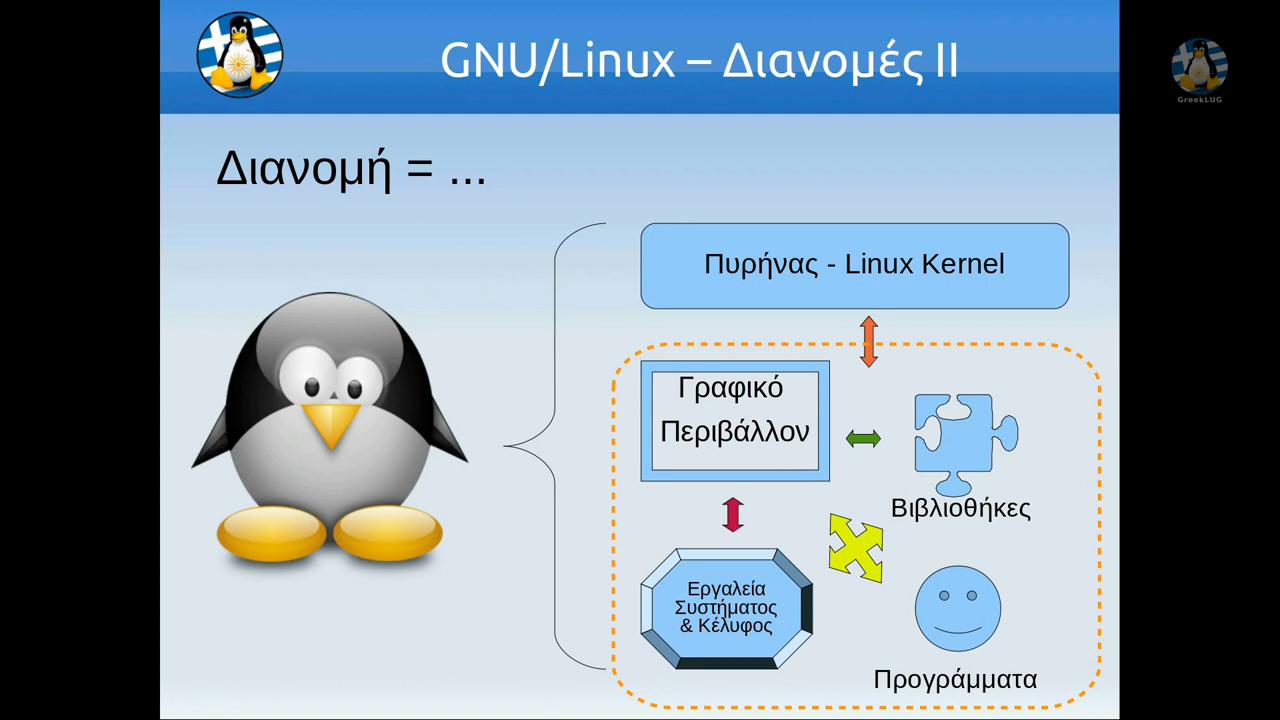 GNU/Linux – Διανομές II
GreekLUG
Διανομή = ...
Πυρήνας - Linux Kernel
Γραφικό
Περιβάλλον
Βιβλιοθήκες
Εργαλεία
Συστήματος
& Κέλυφος
Προγράμματα